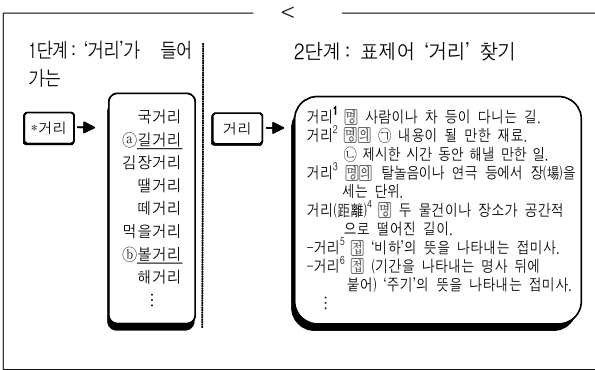 <
1단계: ‘거리’가 들어
가는
*거리
국거리
ⓐ길거리
김장거리
땔거리
떼거리
먹을거리
ⓑ볼거리
해거리
⋮
2단계: 표제어 ‘거리’ 찾기
거리
거리¹ 명 사람이나 차 등이 다니는 길.
거리² 명의 ㉠ 내용이 될 만한 재료.
㉡ 제시한 시간 동안 해낼 만한 일.
거리³ 명의 탈놀음이나 연극 등에서 장(場)을
세는 단위.
거리(距離)⁴ 명 두 물건이나 장소가 공간적
으로 떨어진 길이.
-거리⁵ 접 ‘비하’의 뜻을 나타내는 접미사.
-거리⁶ 접 (기간을 나타내는 명사 뒤에
붙어) ‘주기’의 뜻을 나타내는 접미사.
⋮